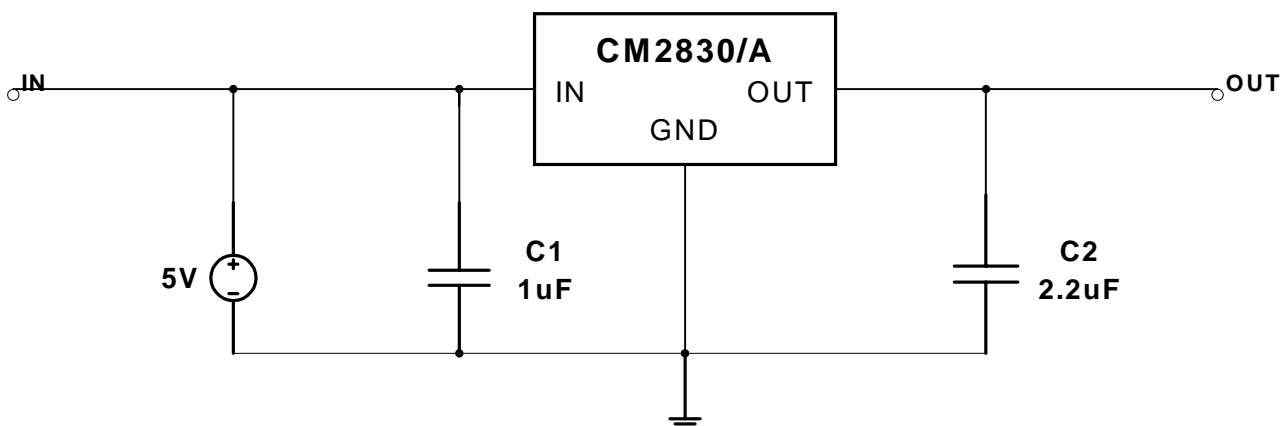 CM2830/A
IN
IN
OUT
OUT
GND
5V
+
−
C1
1uF
C2
2.2uF